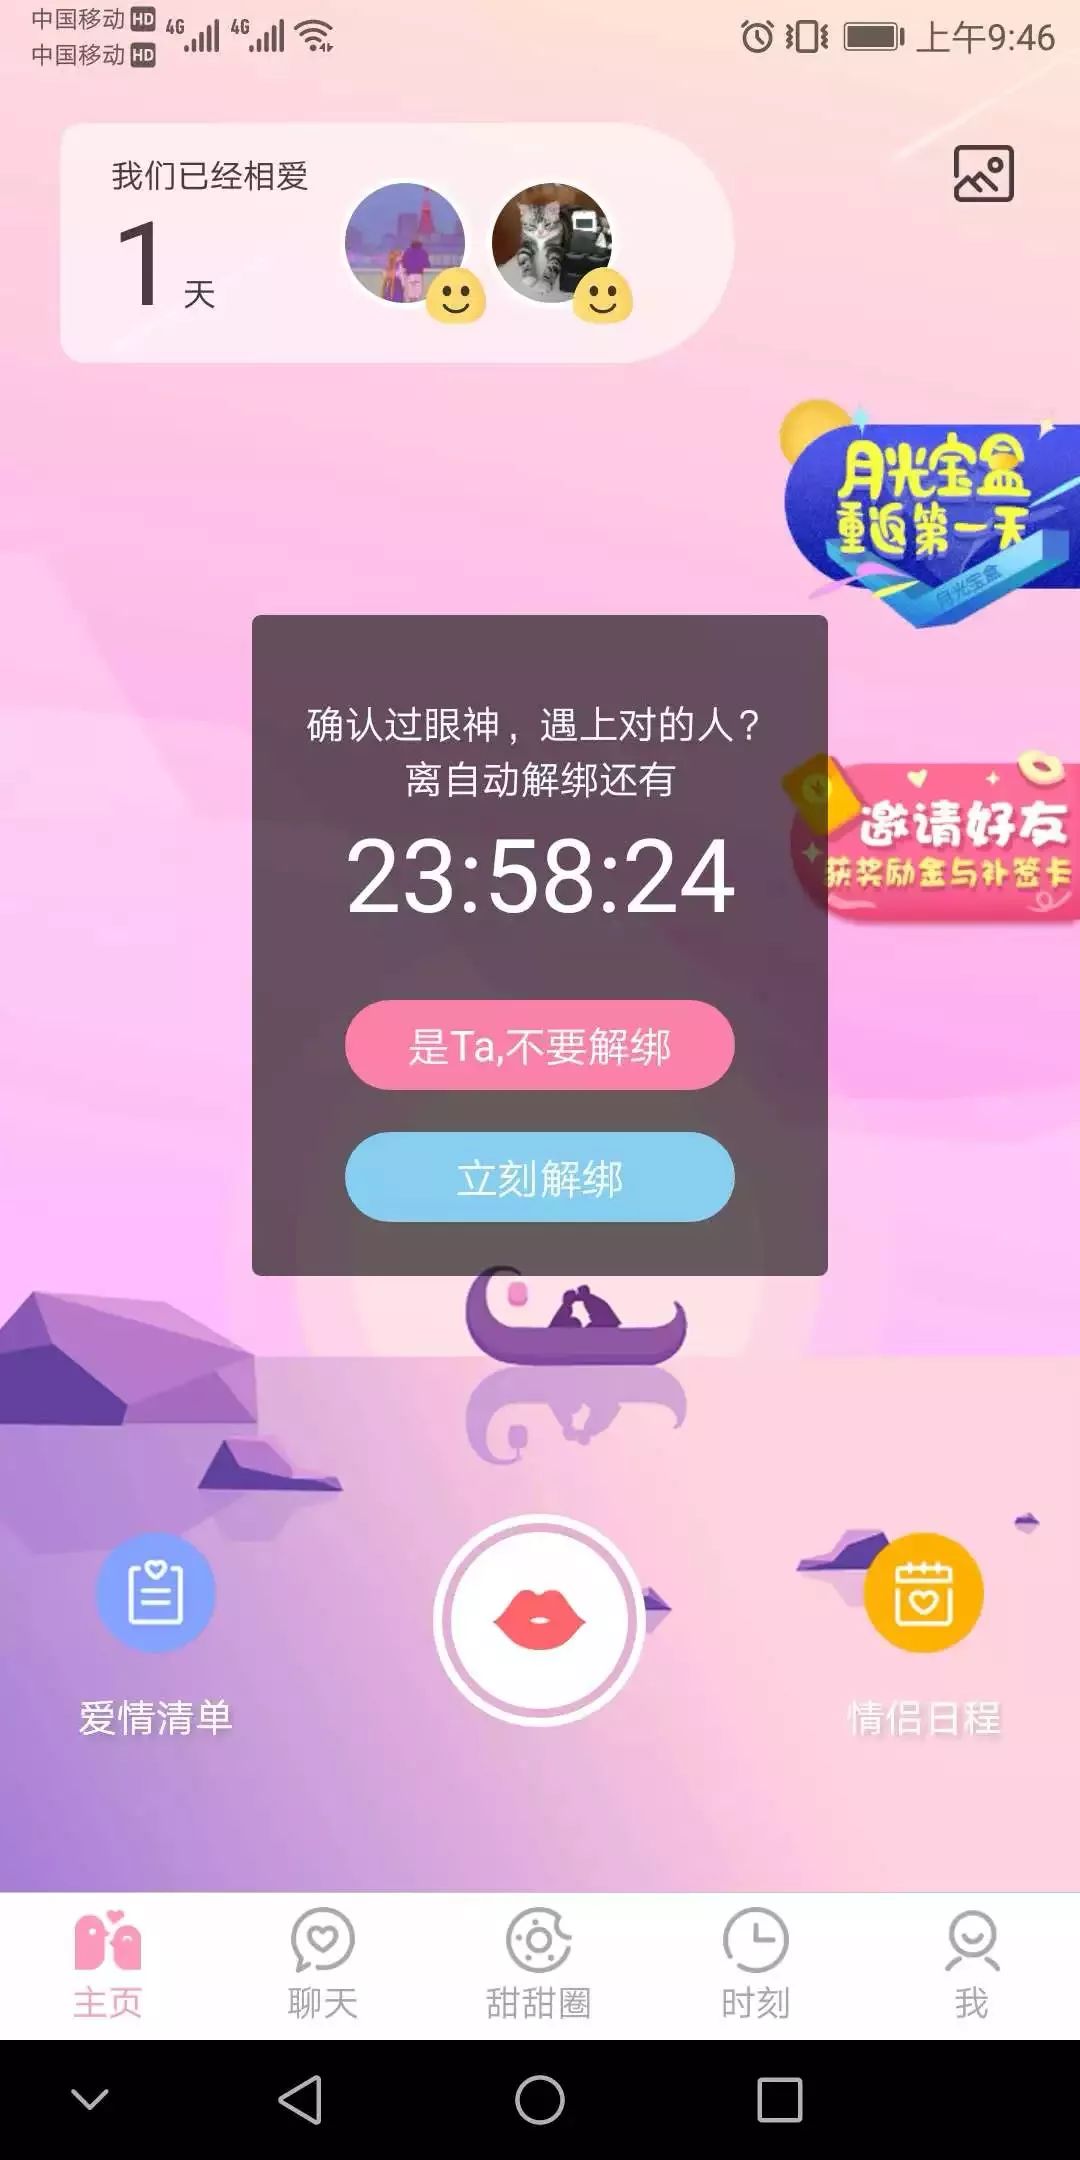 中国移动 HD 4G 4G 上午9:46
中国移动 HD
我们已经相爱
1 天
月光宝盒
重返第一天
月光宝盒
确认过眼神，遇上对的人？
离自动解绑还有
23:58:24
邀请好友
获奖励金与补签卡
是Ta,不要解绑
立刻解绑
爱情清单
情侣日程
主页
聊天
甜甜圈
时刻
我